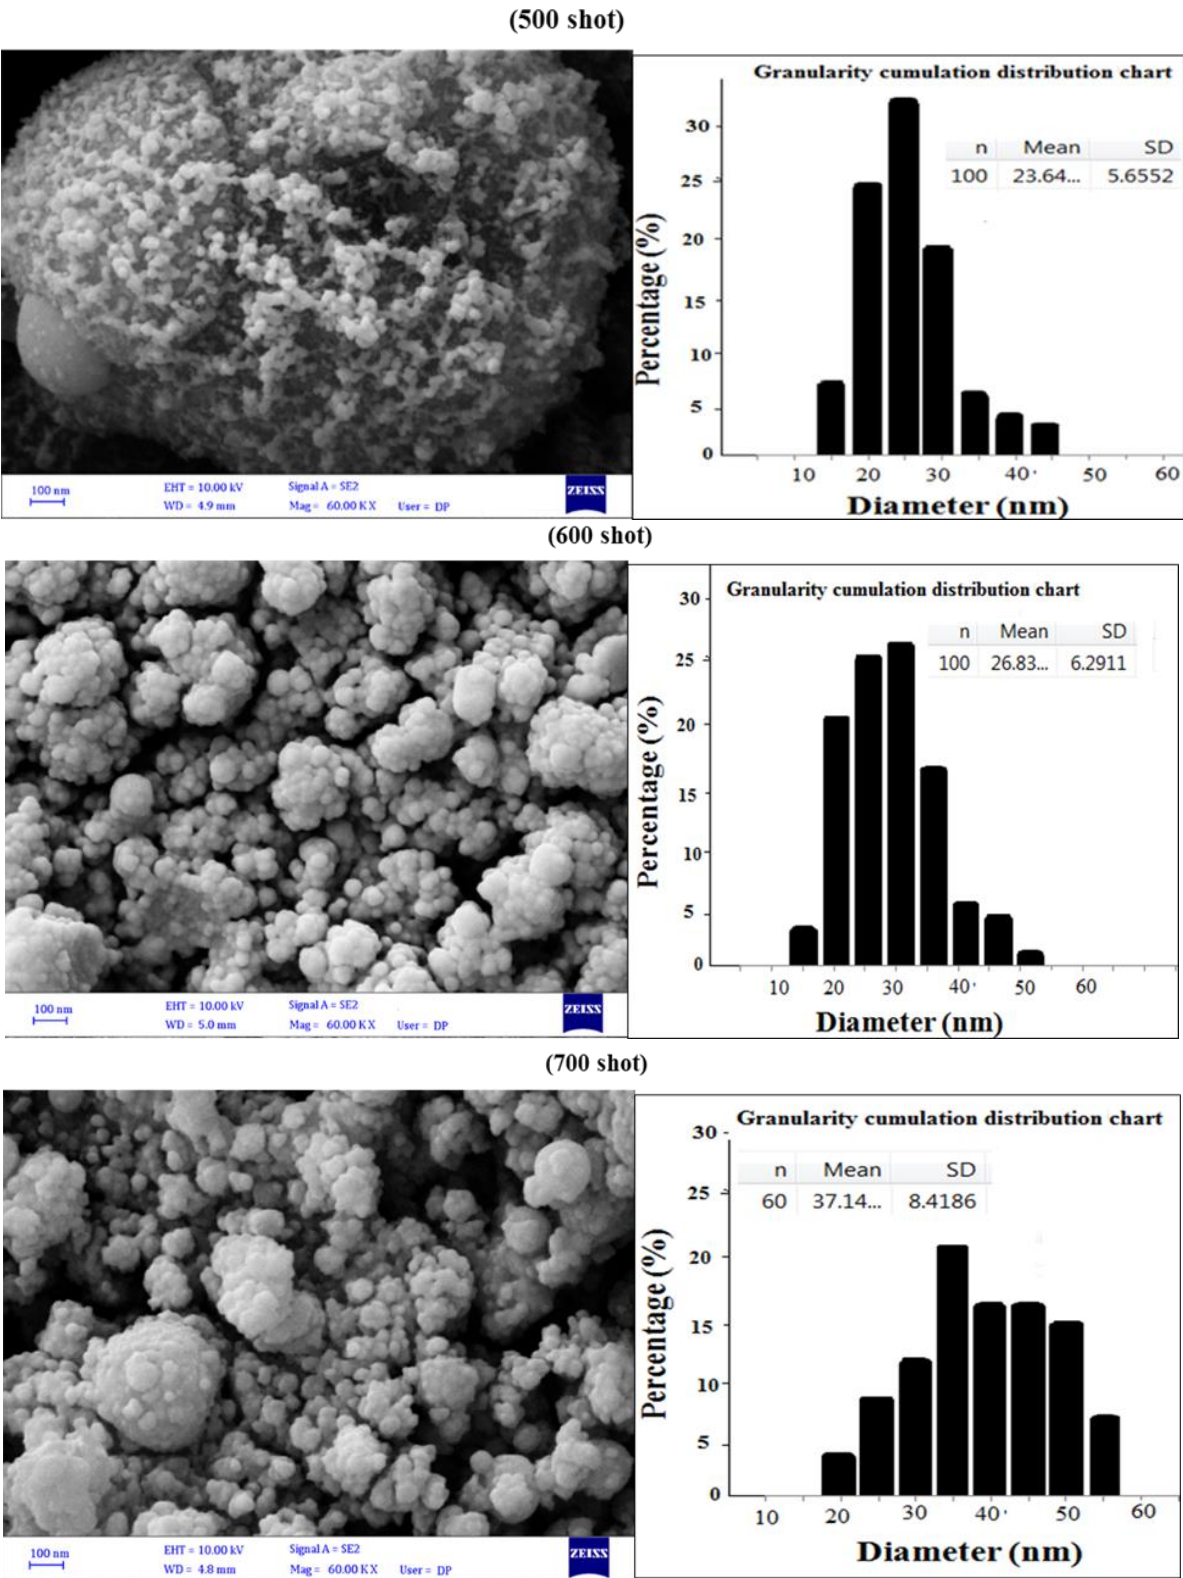 (500 shot)
Granularity cumulation distribution chart
n Mean SD
100 23.64... 5.6552
Percentage (%)
30
25
20
15
10
5
0
10 20 30 40 50 60
Diameter (nm)
100 nm
EHT = 10.00 kV Signal A = SE2
WD = 4.9 mm Mag = 60.00 K X User = DP
ZEISS
(600 shot)
Granularity cumulation distribution chart
n Mean SD
100 26.83... 6.2911
Percentage (%)
30
25
20
15
10
5
0
10 20 30 40 50 60
Diameter (nm)
100 nm
EHT = 10.00 kV Signal A = SE2
WD = 5.0 mm Mag = 60.00 K X User = DP
ZEISS
(700 shot)
Granularity cumulation distribution chart
n Mean SD
60 37.14... 8.4186
Percentage (%)
30
25
20
15
10
5
0
10 20 30 40 50 60
Diameter (nm)
100 nm
EHT = 10.00 kV Signal A = SE2
WD = 4.8 mm Mag = 60.00 K X User = DP
ZEISS